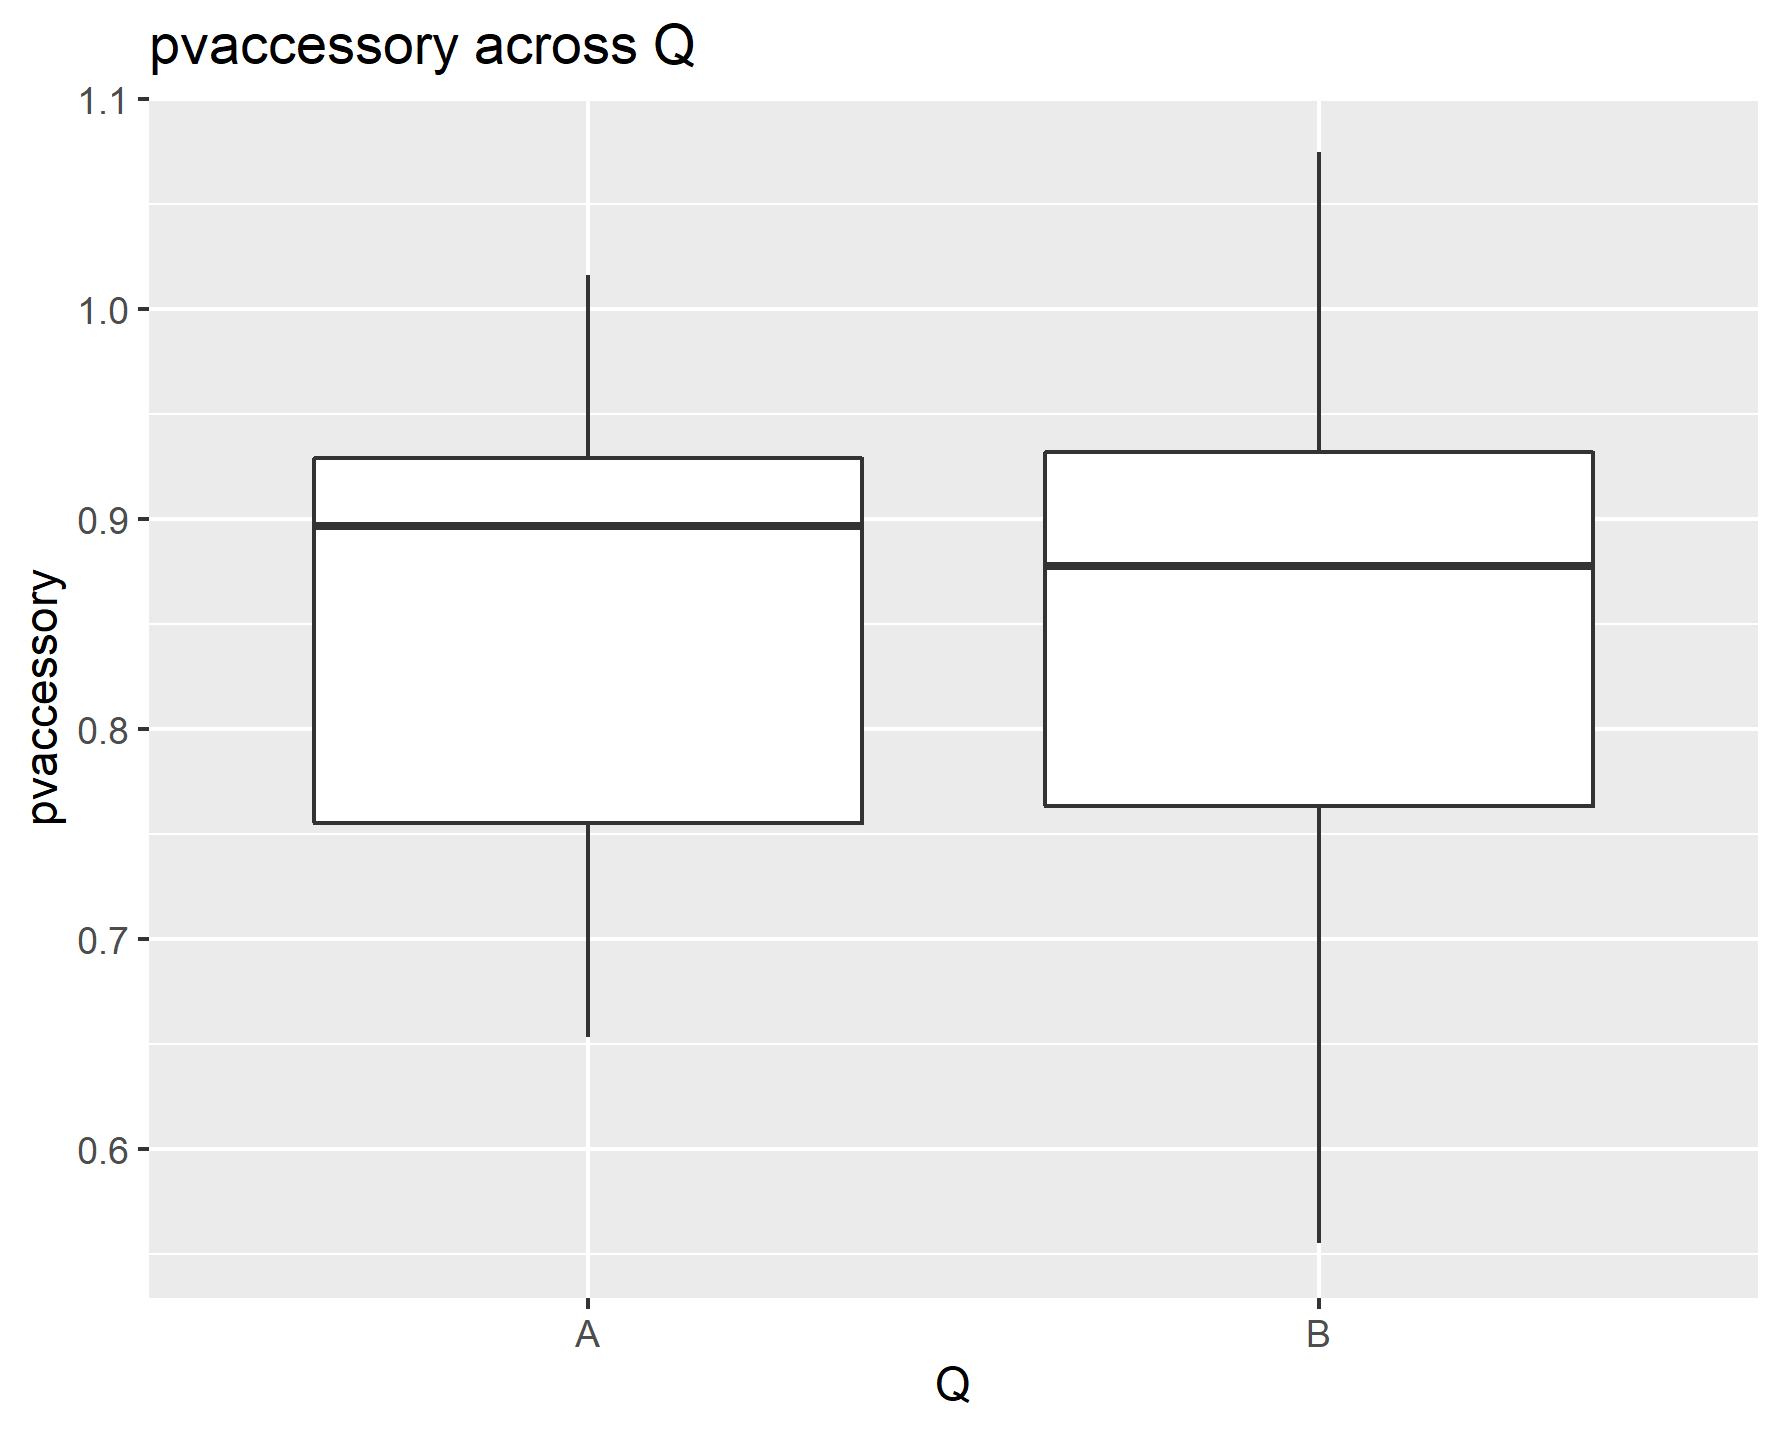 pvaccessory across Q
1.1
1.0
0.9
0.8
0.7
0.6
pvaccessory
A
B
Q